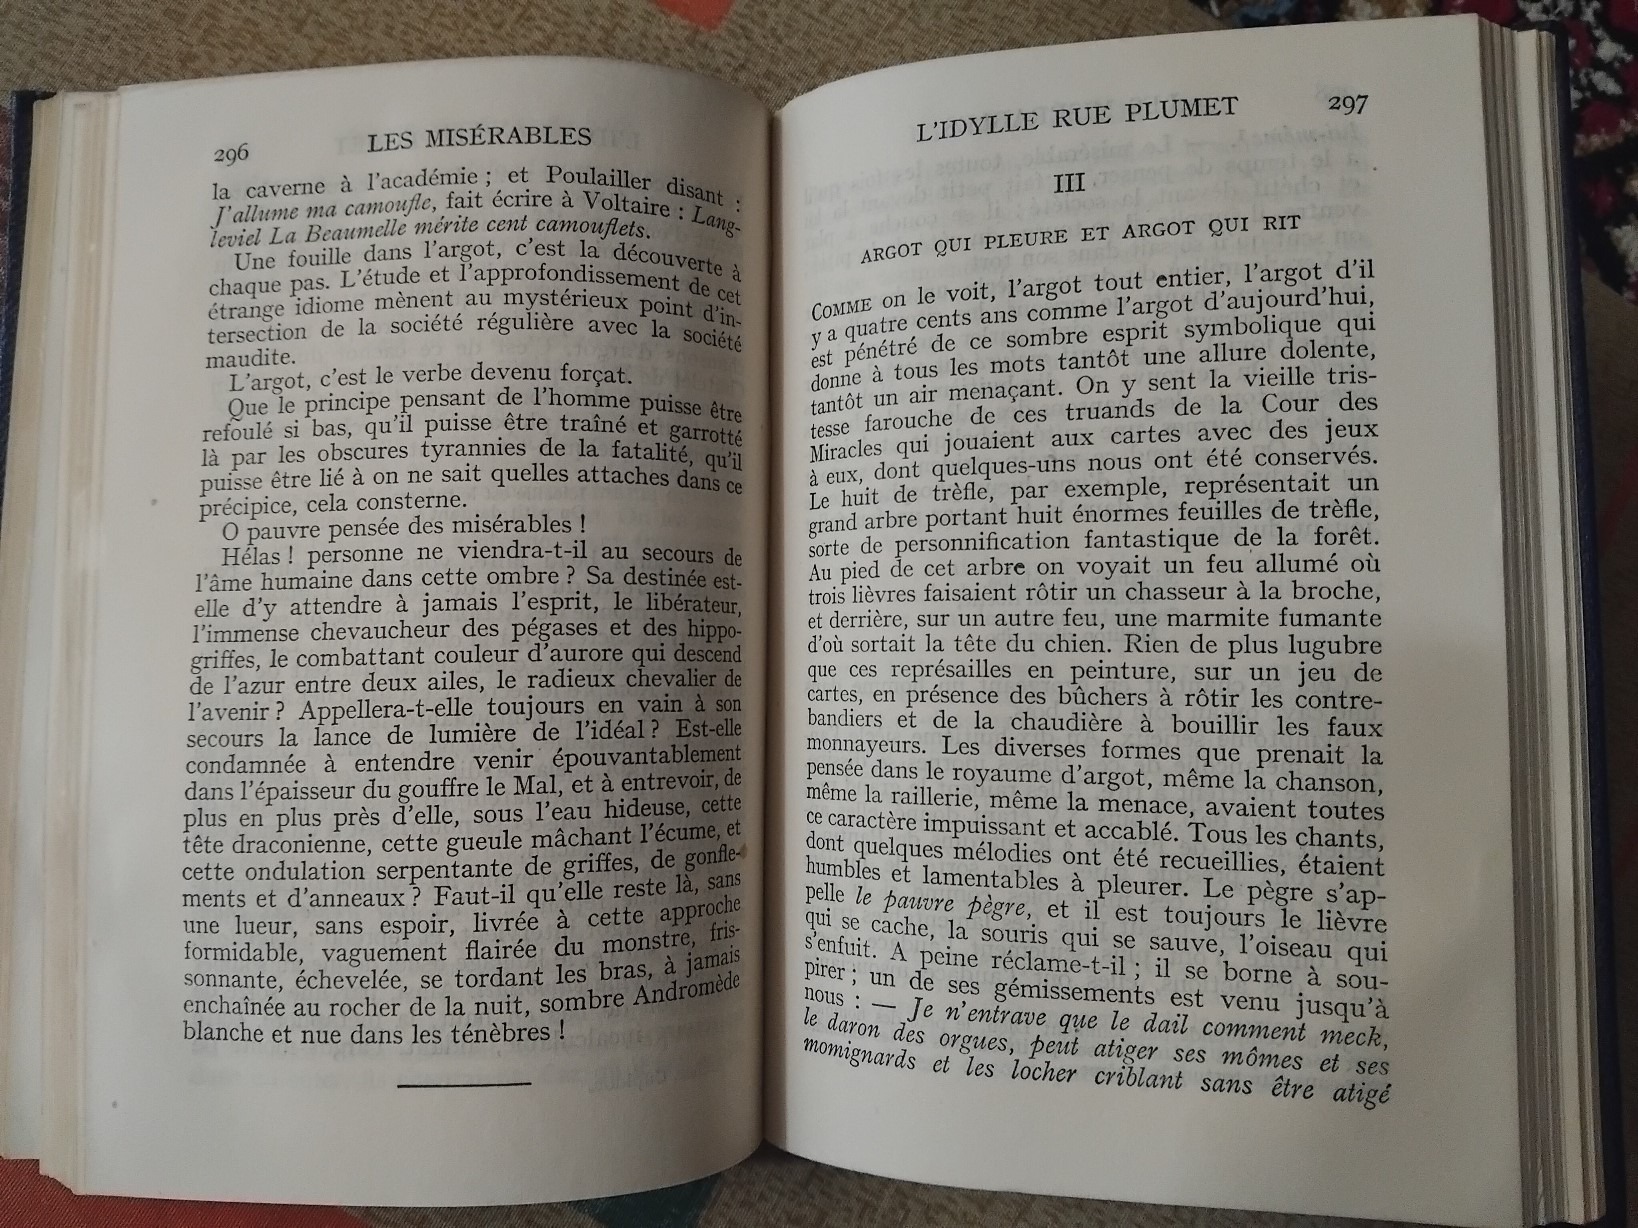 296
LES MISÉRABLES
la caverne à l'académie ; et Poulailler disant :
J'allume ma camoufle, fait écrire à Voltaire : Lang-
leviel La Beaumelle mérite cent camouflets.
Une fouille dans l'argot, c'est la découverte à
chaque pas. L'étude et l'approfondissement de cet
étrange idiome mènent au mystérieux point d'in-
tersection de la société régulière avec la société
maudite.
L'argot, c'est le verbe devenu forçat.
Que le principe pensant de l'homme puisse être
refoulé si bas, qu'il puisse être traîné et garrotté
là par les obscures tyrannies de la fatalité, qu'il
puisse être lié à on ne sait quelles attaches dans ce
précipice, cela consterne.
O pauvre pensée des misérables !
Hélas ! personne ne viendra-t-il au secours de
l'âme humaine dans cette ombre ? Sa destinée est-
elle d'y attendre à jamais l'esprit, le libérateur,
l'immense chevaucheur des pégases et des hippo-
griffes, le combattant couleur d'aurore qui descend
de l'azur entre deux ailes, le radieux chevalier de
l'avenir ? Appellera-t-elle toujours en vain à son
secours la lance de lumière de l'idéal ? Est-elle
condamnée à entendre venir épouvantablement
dans l'épaisseur du gouffre le Mal, et à entrevoir, de
plus en plus près d'elle, sous l'eau hideuse, cette
tête draconienne, cette gueule mâchant l'écume, et
cette ondulation serpentante de griffes, de gonfle-
ments et d'anneaux ? Faut-il qu'elle reste là, sans
une lueur, sans espoir, livrée à cette approche
formidable, vaguement flairée du monstre, fris-
sonnante, échevelée, se tordant les bras, à jamais
enchaînée au rocher de la nuit, sombre Andromède
blanche et nue dans les ténèbres !
L'IDYLLE RUE PLUMET
297
III
ARGOT QUI PLEURE ET ARGOT QUI RIT
COMME on le voit, l'argot tout entier, l'argot d'il
y a quatre cents ans comme l'argot d'aujourd'hui,
est pénétré de ce sombre esprit symbolique qui
donne à tous les mots tantôt une allure dolente,
tantôt un air menaçant. On y sent la vieille tris-
tesse farouche de ces truands de la Cour des
Miracles qui jouaient aux cartes avec des jeux
à eux, dont quelques-uns nous ont été conservés.
Le huit de trèfle, par exemple, représentait un
grand arbre portant huit énormes feuilles de trèfle,
sorte de personnification fantastique de la forêt.
Au pied de cet arbre on voyait un feu allumé où
trois lièvres faisaient rôtir un chasseur à la broche,
et derrière, sur un autre feu, une marmite fumante
d'où sortait la tête du chien. Rien de plus lugubre
que ces représailles en peinture, sur un jeu de
cartes, en présence des bûchers à rôtir les contre-
bandiers et de la chaudière à bouillir les faux
monnayeurs. Les diverses formes que prenait la
pensée dans le royaume d'argot, même la chanson,
même la raillerie, même la menace, avaient toutes
ce caractère impuissant et accablé. Tous les chants,
dont quelques mélodies ont été recueillies, étaient
humbles et lamentables à pleurer. Le pègre s'ap-
pelle le pauvre pègre, et il est toujours le lièvre
qui se cache, la souris qui se sauve, l'oiseau qui
s'enfuit. A peine réclame-t-il ; il se borne à sou-
pirer ; un de ses gémissements est venu jusqu'à
nous : — Je n'entrave que le dail comment meck,
le daron des orgues, peut atiger ses mômes et ses
momignards et les locher criblant sans être atigé